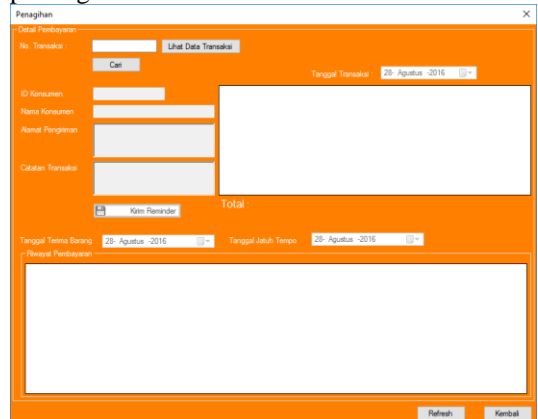 Penagihan
Detail Pembayaran
No. Transaksi :
Lihat Data Transaksi
Cari
Tanggal Transaksi :
28- Agustus -2016
ID Konsumen
Nama Konsumen
Alamat Pengiriman
Catatan Transaksi
Kirim Reminder
Total :
Tanggal Terima Barang
28- Agustus -2016
Tanggal Jatuh Tempo
28- Agustus -2016
Riwayat Pembayaran
Refresh
Kembali